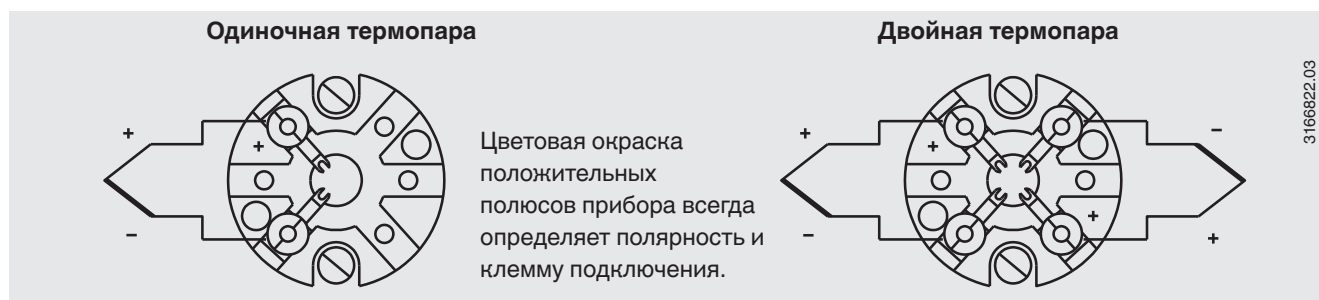 Одиночная термопара
Двойная термопара
+
+
–
Цветовая окраска
положительных
полюсов прибора всегда
определяет полярность и
клемму подключения.
+
+
–
–
+
+
3166822.03